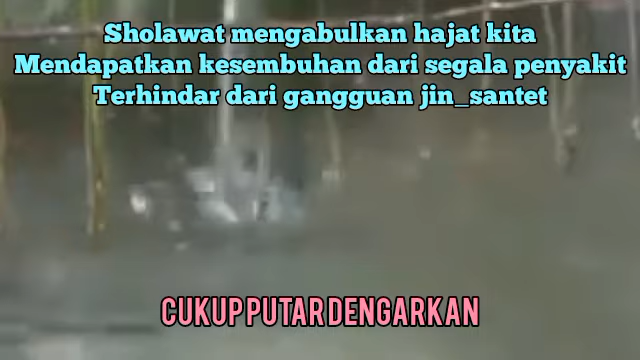 Sholawat mengabulkan hajat kita
Mendapatkan kesembuhan dari segala penyakit
Terhindar dari gangguan jin_santet
CUKUP PUTAR DENGARKAN